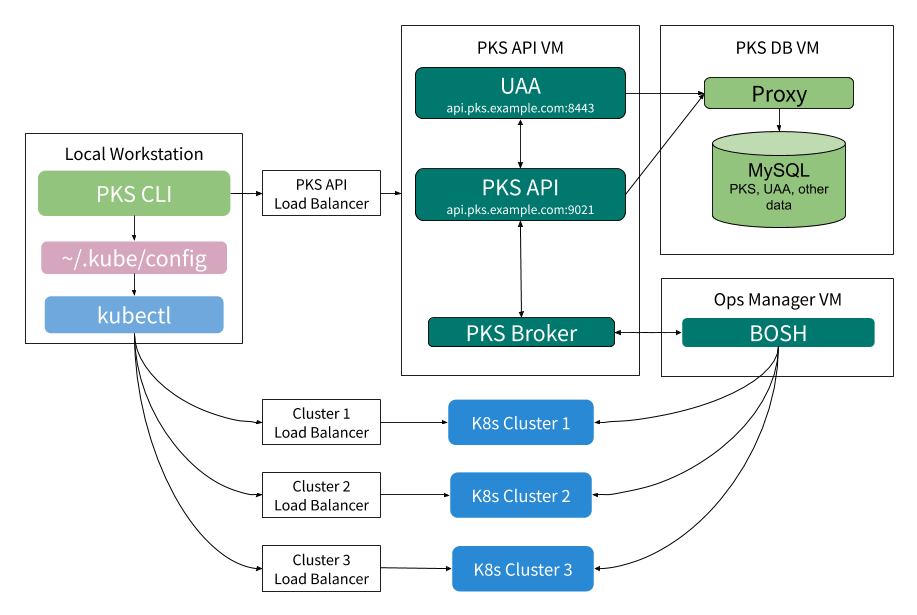 PKS API VM
UAA
api.pks.example.com:8443
PKS API
api.pks.example.com:9021
PKS Broker
PKS DB VM
Proxy
MySQL
PKS, UAA, other
data
Local Workstation
PKS CLI
~/.kube/config
kubectl
PKS API
Load Balancer
Ops Manager VM
BOSH
Cluster 1
Load Balancer
K8s Cluster 1
Cluster 2
Load Balancer
K8s Cluster 2
Cluster 3
Load Balancer
K8s Cluster 3